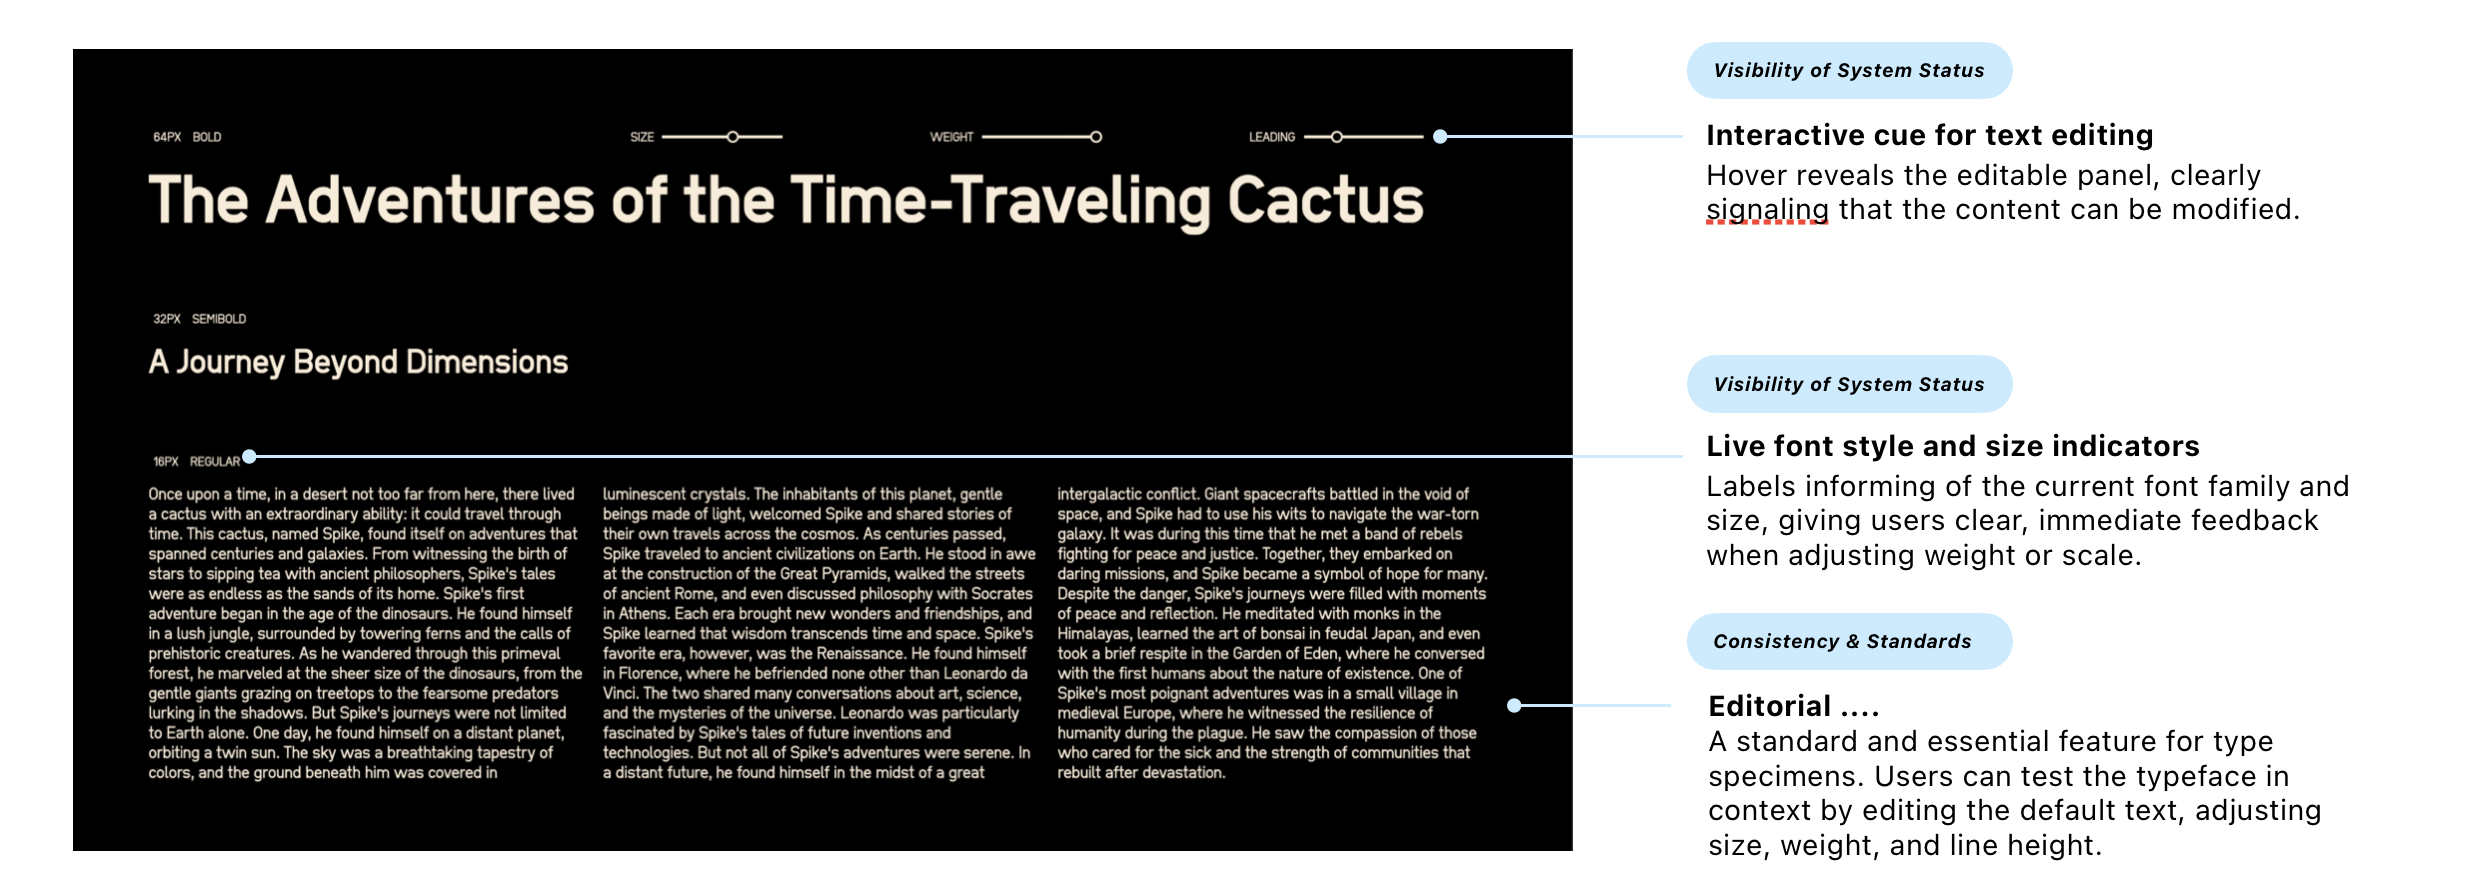 64PX BOLD
SIZE
WEIGHT
LEADING
The Adventures of the Time-Traveling Cactus
32PX SEMIBOLD
A Journey Beyond Dimensions
16PX REGULAR
Once upon a time, in a desert not too far from here, there lived
a cactus with an extraordinary ability: it could travel through
time. This cactus, named Spike, found itself on adventures that
spanned centuries and galaxies. From witnessing the birth of
stars to sipping tea with ancient philosophers, Spike's tales
were as endless as the sands of its home. Spike's first
adventure began in the age of the dinosaurs. He found himself
in a lush jungle, surrounded by towering ferns and the calls of
prehistoric creatures. As he wandered through this primeval
forest, he marveled at the sheer size of the dinosaurs, from the
gentle giants grazing on treetops to the fearsome predators
lurking in the shadows. But Spike's journeys were not limited
to Earth alone. One day, he found himself on a distant planet,
orbiting a twin sun. The sky was a breathtaking tapestry of
colors, and the ground beneath him was covered in
luminescent crystals. The inhabitants of this planet, gentle
beings made of light, welcomed Spike and shared stories of
their own travels across the cosmos. As centuries passed,
Spike traveled to ancient civilizations on Earth. He stood in awe
at the construction of the Great Pyramids, walked the streets
of ancient Rome, and even discussed philosophy with Socrates
in Athens. Each era brought new wonders and friendships, and
Spike learned that wisdom transcends time and space. Spike's
favorite era, however, was the Renaissance. He found himself
in Florence, where he befriended none other than Leonardo da
Vinci. The two shared many conversations about art, science,
and the mysteries of the universe. Leonardo was particularly
fascinated by Spike's tales of future inventions and
technologies. But not all of Spike's adventures were serene. In
a distant future, he found himself in the midst of a great
intergalactic conflict. Giant spacecrafts battled in the void of
space, and Spike had to use his wits to navigate the war-torn
galaxy. It was during this time that he met a band of rebels
fighting for peace and justice. Together, they embarked on
daring missions, and Spike became a symbol of hope for many.
Despite the danger, Spike's journeys were filled with moments
of peace and reflection. He meditated with monks in the
Himalayas, learned the art of bonsai in feudal Japan, and even
took a brief respite in the Garden of Eden, where he conversed
with the first humans about the nature of existence. One of
Spike's most poignant adventures was in a small village in
medieval Europe, where he witnessed the resilience of
humanity during the plague. He saw the compassion of those
who cared for the sick and the strength of communities that
rebuilt after devastation.
Visibility of System Status
Interactive cue for text editing
Hover reveals the editable panel, clearly
signaling that the content can be modified.
Visibility of System Status
Live font style and size indicators
Labels informing of the current font family and
size, giving users clear, immediate feedback
when adjusting weight or scale.
Consistency & Standards
Editorial ....
A standard and essential feature for type
specimens. Users can test the typeface in
context by editing the default text, adjusting
size, weight, and line height.